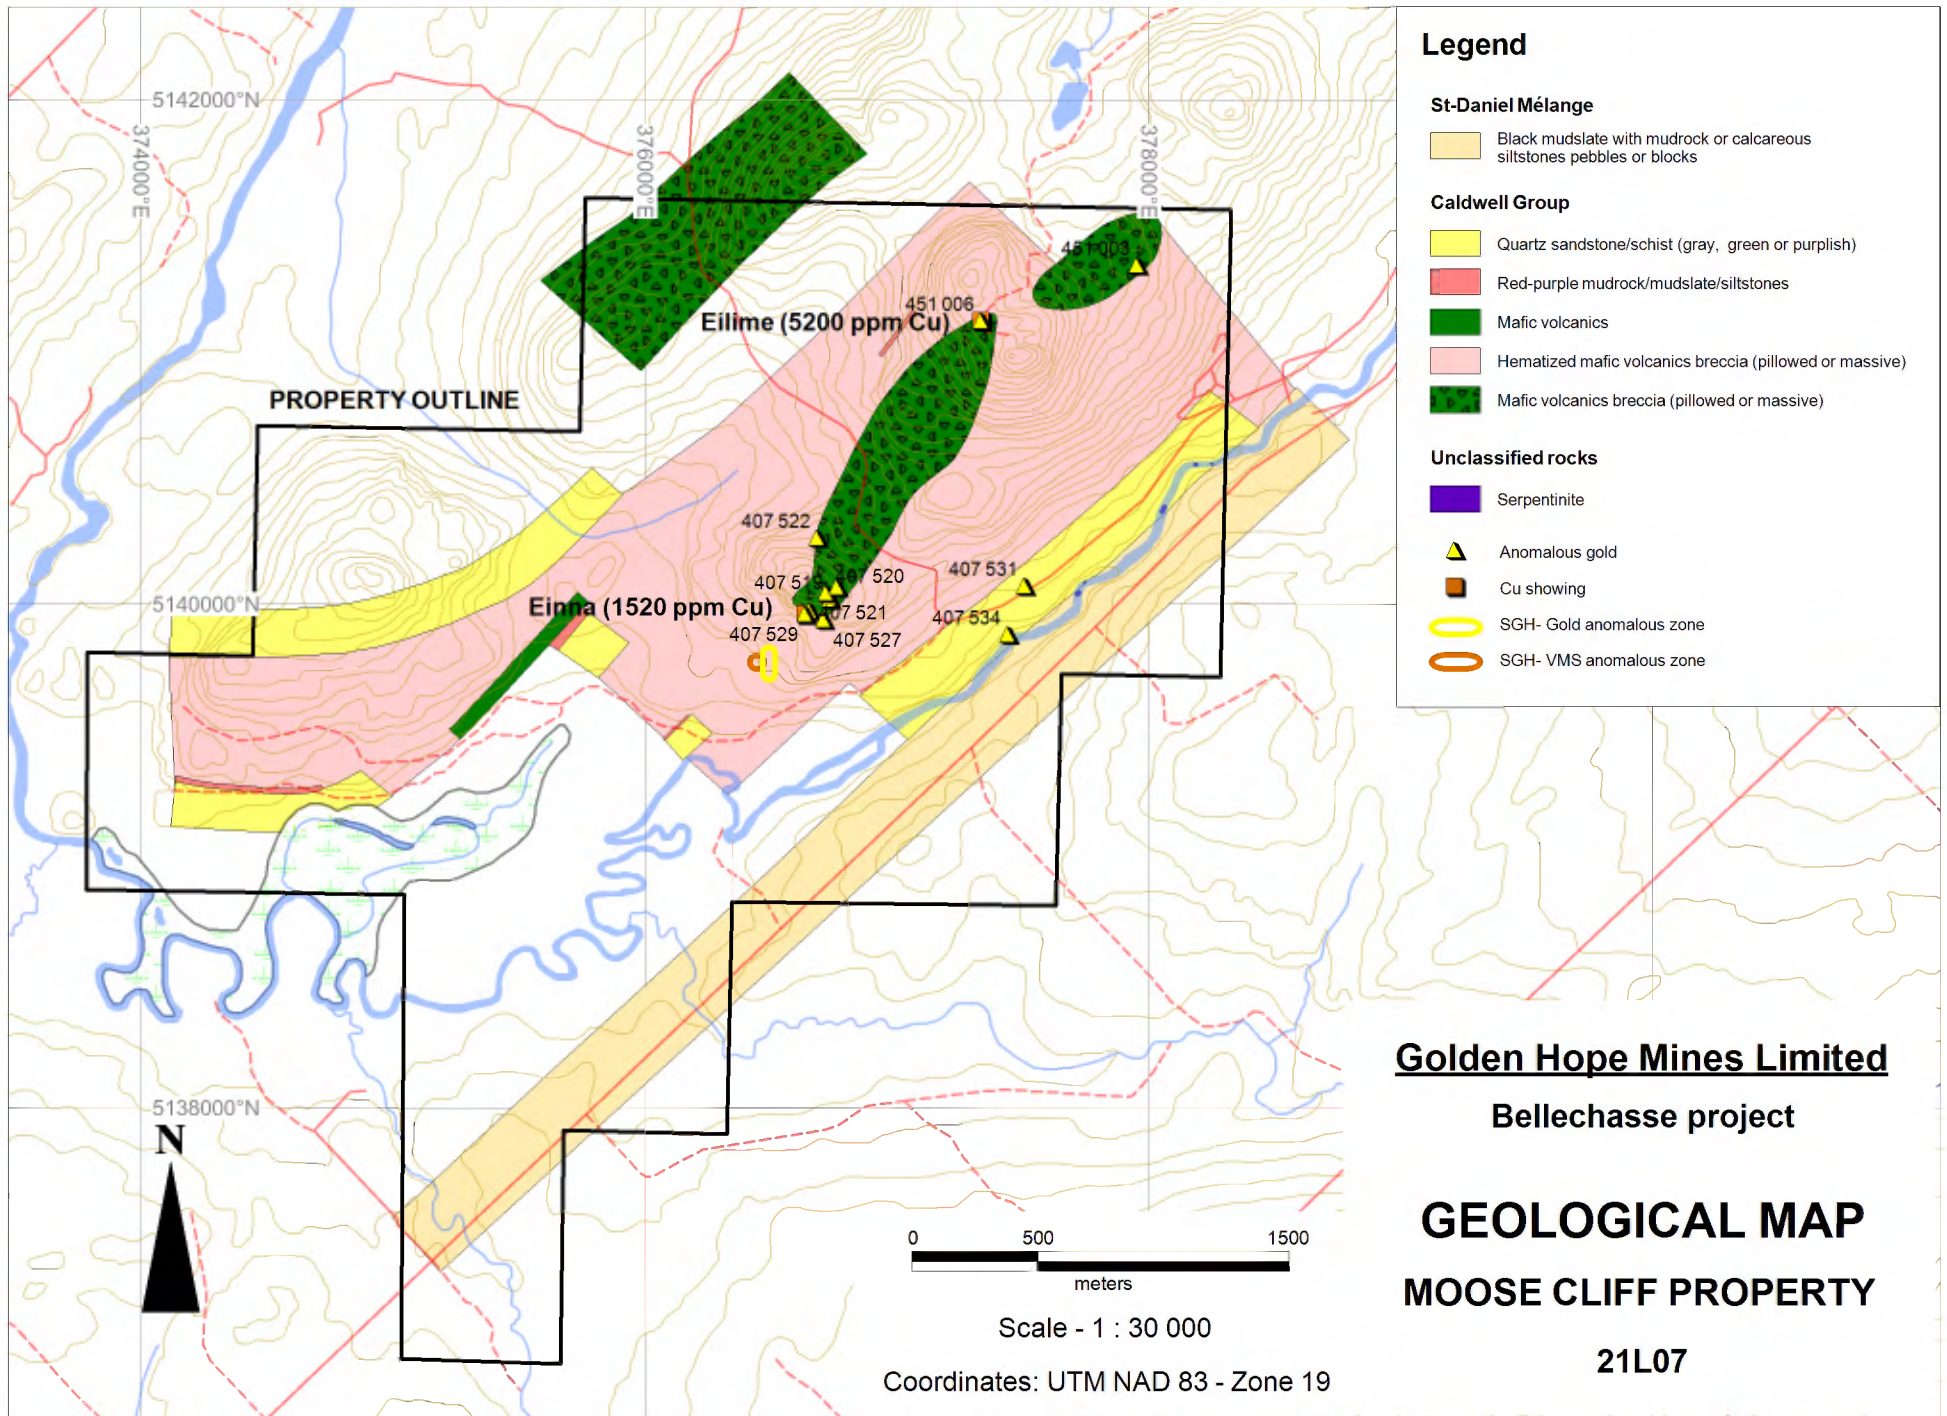 Legend
St-Daniel Mélange
Black mudslate with mudrock or calcareous
siltstones pebbles or blocks
Caldwell Group
Quartz sandstone/schist (gray, green or purplish)
Red-purple mudrock/mudslate/siltstones
Mafic volcanics
Hematized mafic volcanics breccia (pillowed or massive)
Mafic volcanics breccia (pillowed or massive)
Unclassified rocks
Serpentinite
Anomalous gold
Cu showing
SGH- Gold anomalous zone
SGH- VMS anomalous zone
5142000°N
374000°E
376000°E
378000°E
451 003
451 006
Eilime (5200 ppm Cu)
PROPERTY OUTLINE
407 522
407 531
407 519
407 520
5140000°N
Einna (1520 ppm Cu)
407 521
407 534
407 529
407 527
5138000°N
N
0 500 1500
meters
Scale - 1 : 30 000
Coordinates: UTM NAD 83 - Zone 19
Golden Hope Mines Limited
Bellechasse project
GEOLOGICAL MAP
MOOSE CLIFF PROPERTY
21L07